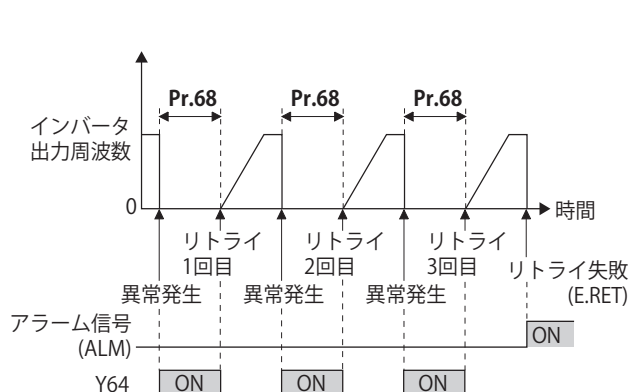 Pr.68 Pr.68 Pr.68
インバータ
出力周波数
0
時間
リトライ
1回目
リトライ
2回目
リトライ
3回目
リトライ失敗
(E.RET)
異常発生 異常発生 異常発生
アラーム信号
(ALM)
ON
Y64 ON ON ON